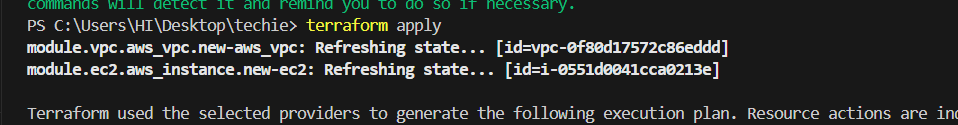 commands will detect it and remind you to do so if necessary.
PS C:\Users\HI\Desktop\techie> terraform apply
module.vpc.aws_vpc.new-aws_vpc: Refreshing state... [id=vpc-0f80d17572c86eddd]
module.ec2.aws_instance.new-ec2: Refreshing state... [id=i-0551d0041cca0213e]
Terraform used the selected providers to generate the following execution plan. Resource actions are